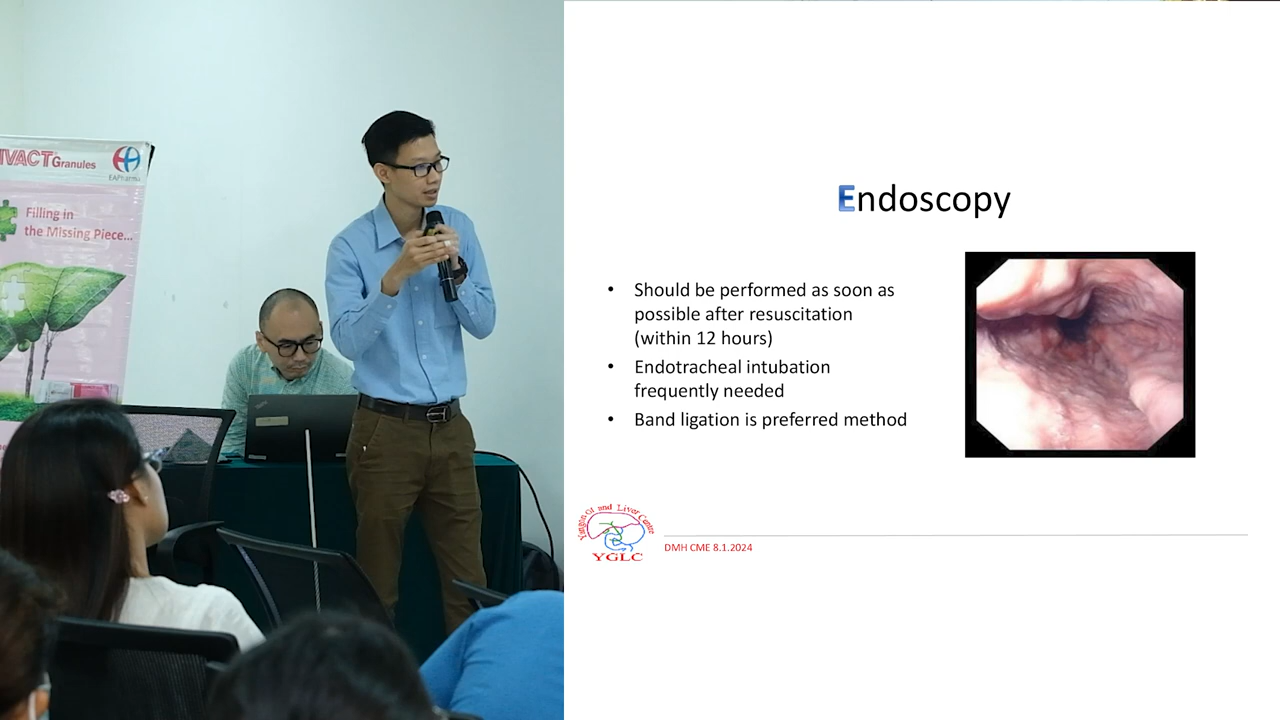 Granules
EAPharma
Filling in
the Missing Piece...
Endoscopy
• Should be performed as soon as
possible after resuscitation
(within 12 hours)
• Endotracheal intubation
frequently needed
• Band ligation is preferred method
Yangon GI and Liver Centre
YGLC
DMH CME 8.1.2024